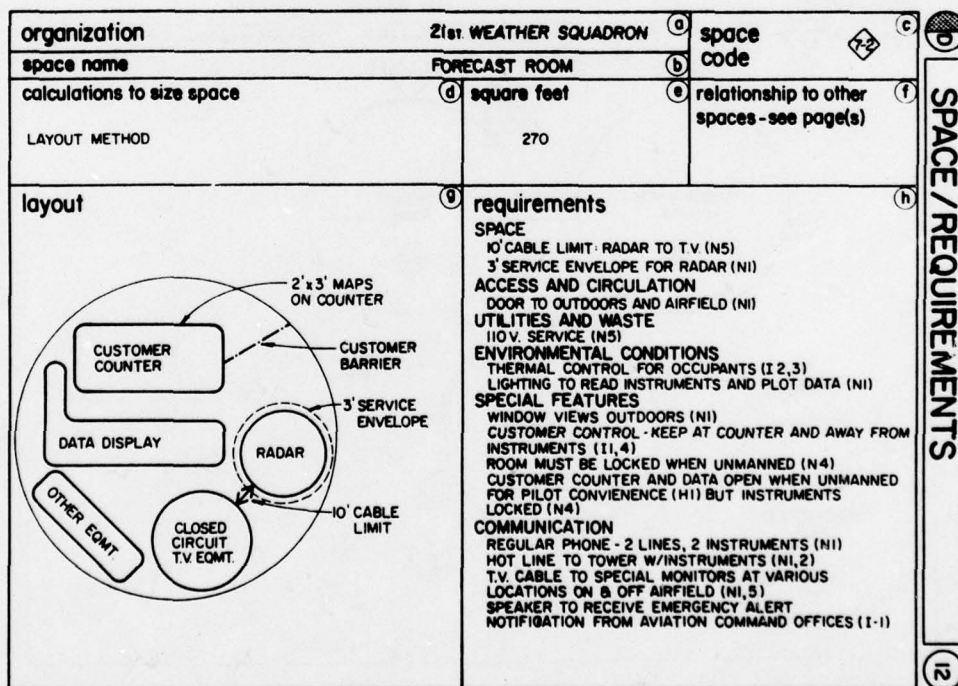 organization
21ST. WEATHER SQUADRON
a
space code
7-2
c
D
space name
FORECAST ROOM
b
calculations to size space
d
LAYOUT METHOD
square feet
e
270
relationship to other
spaces-see page(s)
f
SPACE/REQUIREMENTS
layout
g
2'x3' MAPS
ON COUNTER
CUSTOMER
COUNTER
CUSTOMER
BARRIER
3' SERVICE
ENVELOPE
DATA DISPLAY
RADAR
OTHER EQMT.
CLOSED
CIRCUIT
T.V. EQMT.
10' CABLE
LIMIT
requirements
h
SPACE
10' CABLE LIMIT: RADAR TO T.V. (N5)
3' SERVICE ENVELOPE FOR RADAR (N1)
ACCESS AND CIRCULATION
DOOR TO OUTDOORS AND AIRFIELD (N1)
UTILITIES AND WASTE
110 V. SERVICE (N5)
ENVIRONMENTAL CONDITIONS
THERMAL CONTROL FOR OCCUPANTS (I 2,3)
LIGHTING TO READ INSTRUMENTS AND PLOT DATA (N1)
SPECIAL FEATURES
WINDOW VIEWS OUTDOORS (N1)
CUSTOMER CONTROL - KEEP AT COUNTER AND AWAY FROM
INSTRUMENTS (I1,4)
ROOM MUST BE LOCKED WHEN UNMANNED (N4)
CUSTOMER COUNTER AND DATA OPEN WHEN UNMANNED
FOR PILOT CONVIENENCE (H1) BUT INSTRUMENTS
LOCKED (N4)
COMMUNICATION
REGULAR PHONE - 2 LINES, 2 INSTRUMENTS (N1)
HOT LINE TO TOWER W/INSTRUMENTS (N1,2)
T.V. CABLE TO SPECIAL MONITORS AT VARIOUS
LOCATIONS ON & OFF AIRFIELD (N1,5)
SPEAKER TO RECEIVE EMERGENCY ALERT
NOTIFICATION FROM AVIATION COMMAND OFFICES (I-1)
12